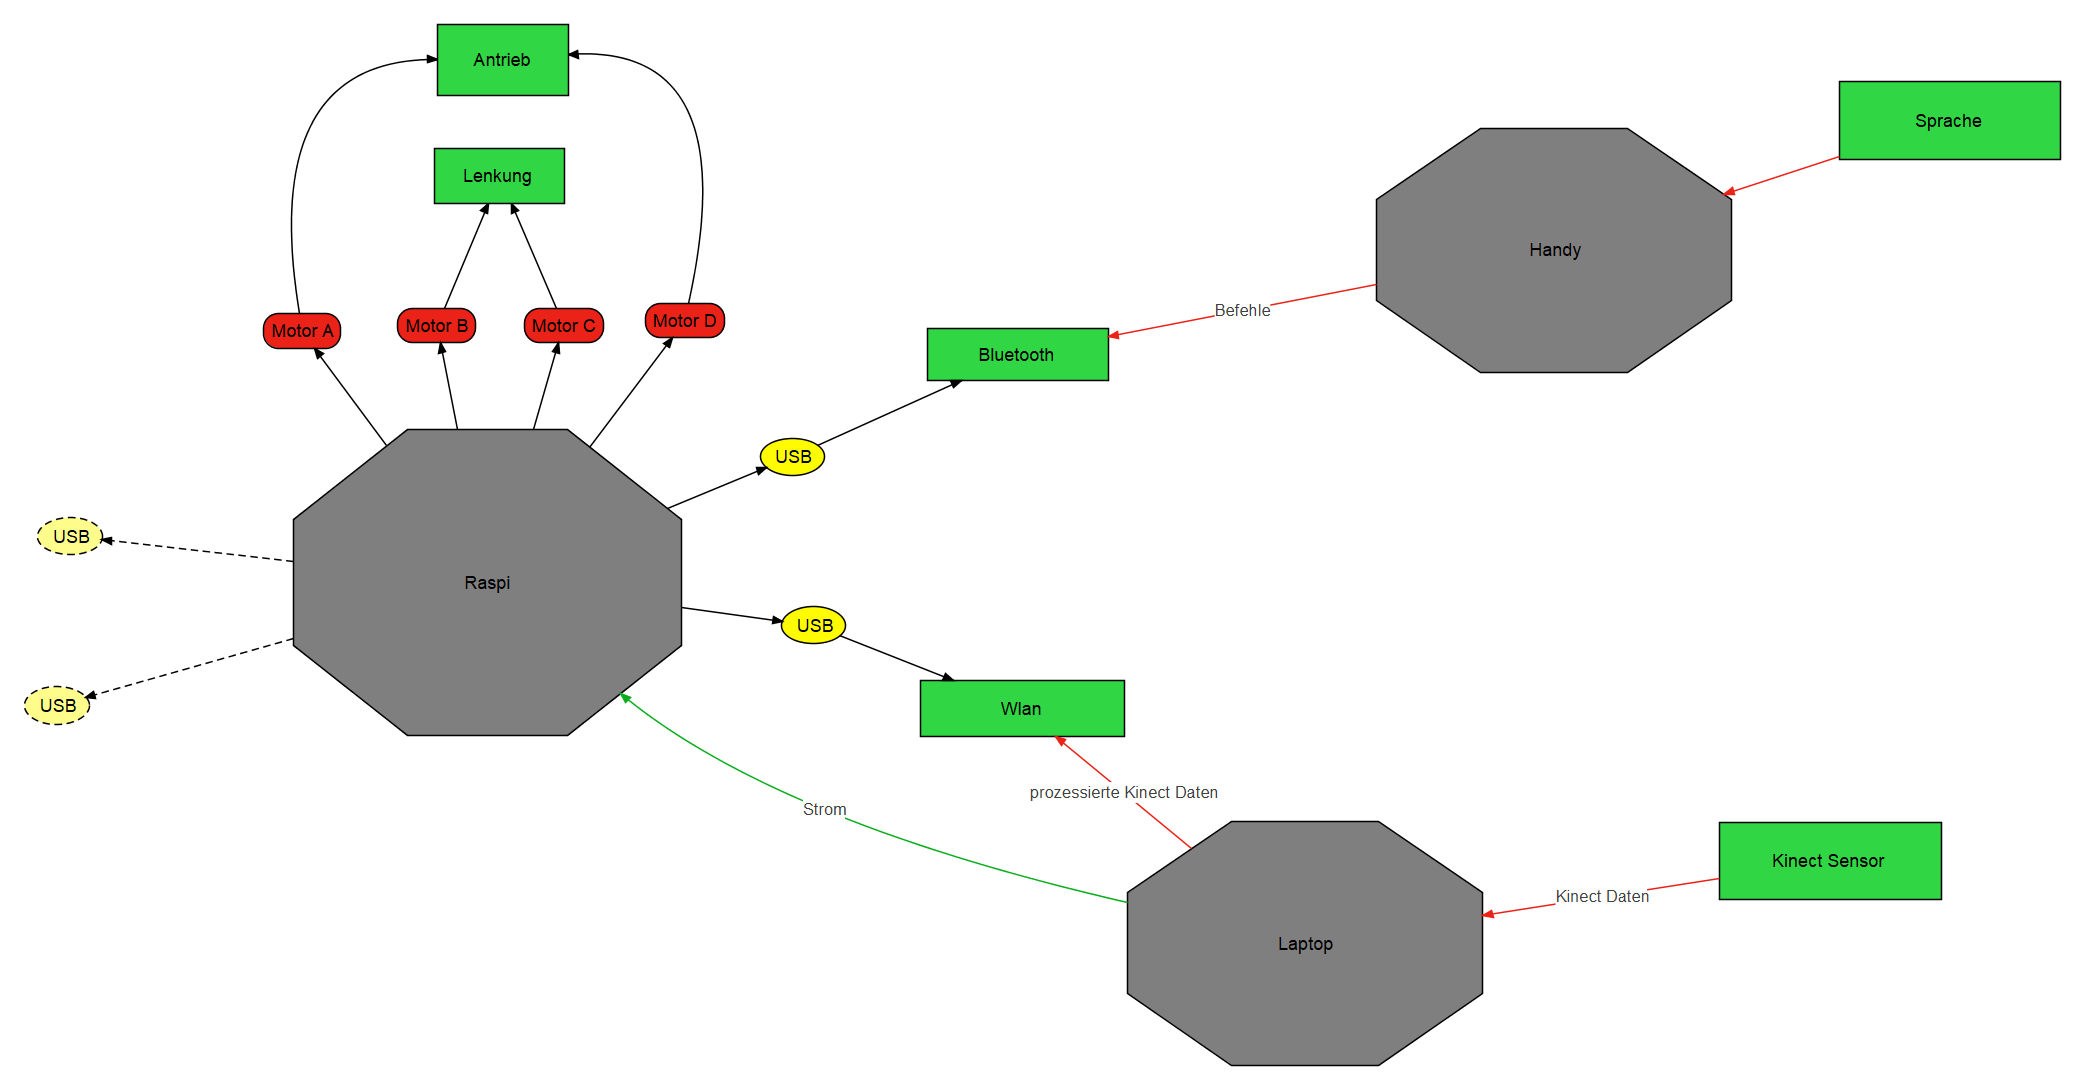 Antrieb
Sprache
Lenkung
Handy
Befehle
Motor A
Motor B
Motor C
Motor D
Bluetooth
USB
USB
Raspi
USB
USB
Wlan
prozessierte Kinect Daten
Strom
Kinect Sensor
Kinect Daten
Laptop